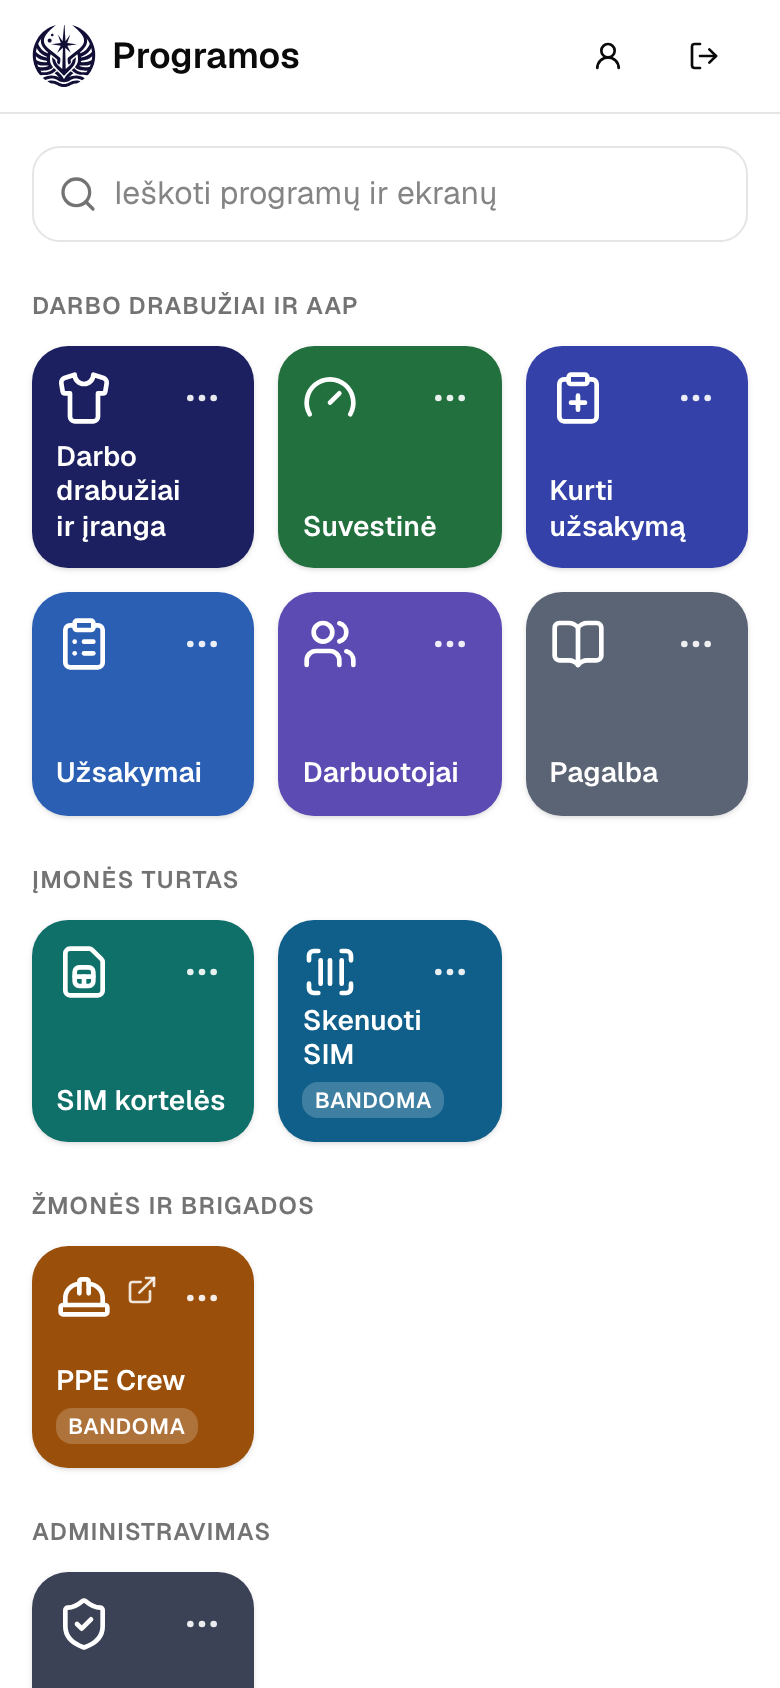 Programos
Ieškoti programų ir ekranų
DARBO DRABUŽIAI IR AAP
Darbo
drabužiai
ir įranga
Suvestinė
Kurti
užsakymą
Užsakymai
Darbuotojai
Pagalba
ĮMONĖS TURTAS
SIM kortelės
Skenuoti
SIM
BANDOMA
ŽMONĖS IR BRIGADOS
PPE Crew
BANDOMA
ADMINISTRAVIMAS